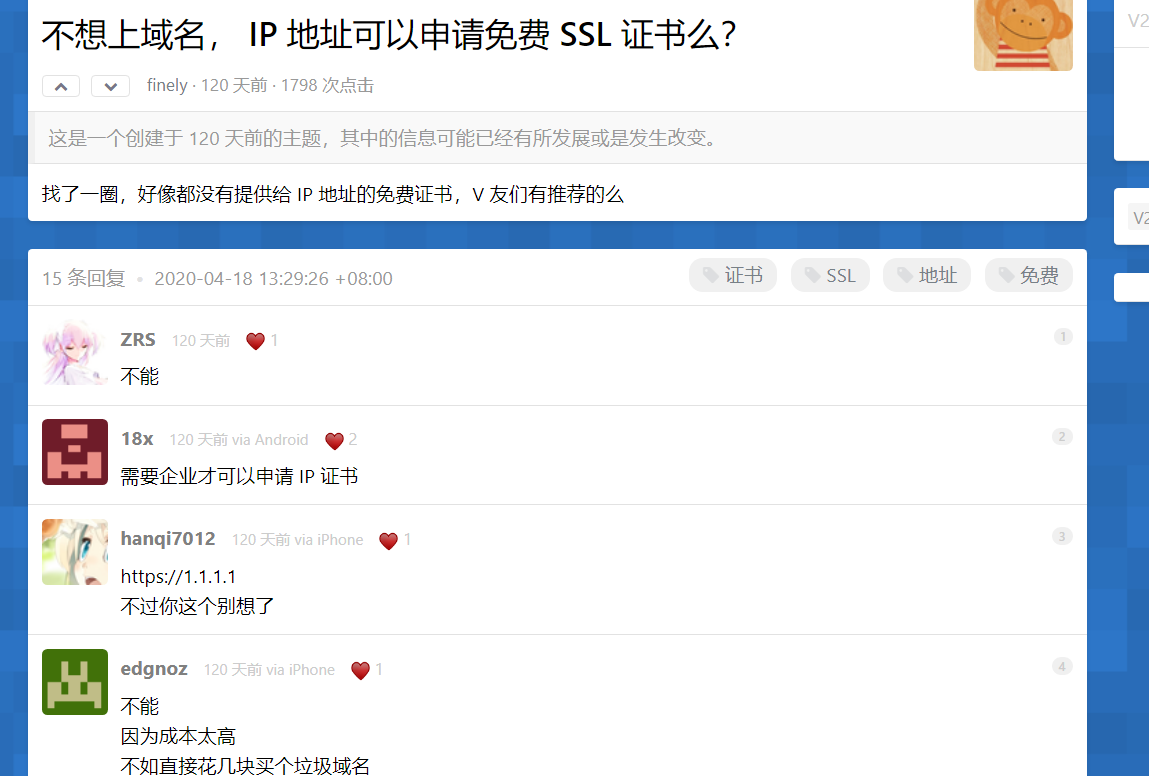 不想上域名， IP 地址可以申请免费 SSL 证书么？
finely · 120 天前 · 1798 次点击
这是一个创建于 120 天前的主题，其中的信息可能已经有所发展或是发生改变。
找了一圈，好像都没有提供给 IP 地址的免费证书，V 友们有推荐的么
15 条回复 • 2020-04-18 13:29:26 +08:00
证书 SSL 地址 免费
ZRS 120 天前 1
1
不能
18x 120 天前 via Android 2
2
需要企业才可以申请 IP 证书
hanqi7012 120 天前 via iPhone 1
3
https://1.1.1.1
不过你这个别想了
edgnoz 120 天前 via iPhone 1
4
不能
因为成本太高
不如直接花几块买个垃圾域名
V2
V2